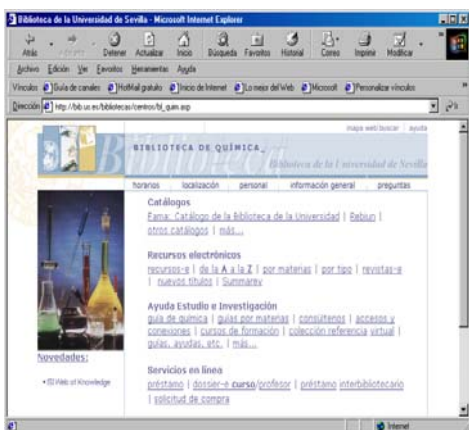 Biblioteca de la Universidad de Sevilla - Microsoft Internet Explorer
Atrás Detener Actualizar Inicio Búsqueda Favoritos Historial Correo Imprimir Modificar
Archivo Edición Ver Favoritos Herramientas Ayuda
Vínculos Guía de canales HotMail gratuito Inicio de Internet Lo mejor del Web Microsoft Personalizar vínculos
Dirección http://bib.us.es/bibliotecas/centros/bl_quim.asp
mapa web | buscar | ayuda
BIBLIOTECA DE QUÍMICA_
Biblioteca de la Universidad de Sevilla
horarios localización personal información general preguntas
Catálogos
Fama: Catálogo de la Biblioteca de la Universidad | Rebiun |
otros catálogos | más...
Recursos electrónicos
recursos-e | de la A a la Z | por materias | por tipo | revistas-e
| nuevos títulos | Summarev
Ayuda Estudio e Investigación
guía de química | guías por materias | consúltenos | accesos y
conexiones | cursos de formación | colección referencia virtual |
guías, ayudas, etc. | más...
Servicios en línea
préstamo | dossier-e curso/profesor | préstamo interbibliotecario
| solicitud de compra
Novedades:
• ISI Web of Knowledge
Internet